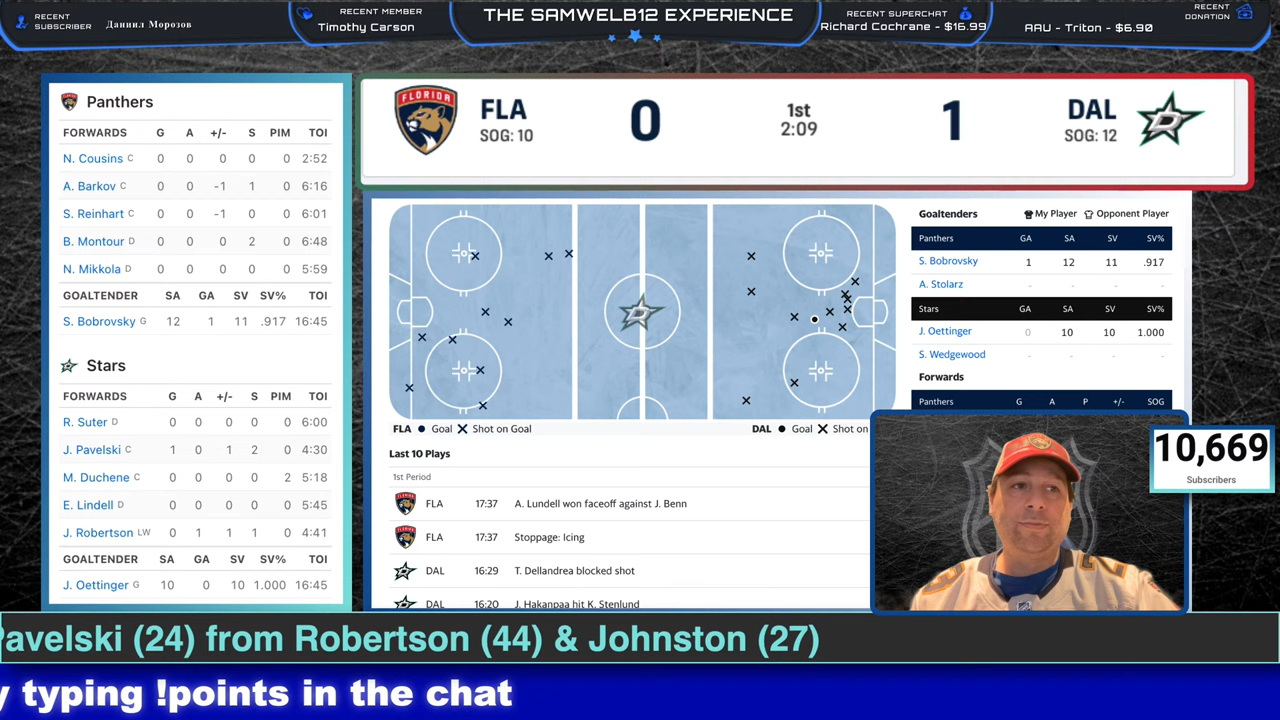 RECENT
SUBSCRIBER
Даниил Морозов
RECENT MEMBER
Timothy Carson
THE SAMWELB12 EXPERIENCE
RECENT SUPERCHAT
Richard Cochrane - $16.99
RECENT
DONATION
AAU - Triton - $6.90
Panthers
FORWARDS G A +/- S PIM TOI
N. Cousins C 0 0 0 0 0 2:52
A. Barkov C 0 0 -1 1 0 6:16
S. Reinhart C 0 0 -1 0 0 6:01
B. Montour D 0 0 0 2 0 6:48
N. Mikkola D 0 0 0 0 0 5:59
GOALTENDER SA GA SV SV% TOI
S. Bobrovsky G 12 1 11 .917 16:45
Stars
FORWARDS G A +/- S PIM TOI
R. Suter D 0 0 0 0 0 6:00
J. Pavelski C 1 0 1 2 0 4:30
M. Duchene C 0 0 0 0 2 5:18
E. Lindell D 0 0 0 0 0 5:45
J. Robertson LW 0 1 1 1 0 4:41
GOALTENDER SA GA SV SV% TOI
J. Oettinger G 10 0 10 1.000 16:45
FLORIDA
FLA
SOG: 10
0
1st
2:09
1
DAL
SOG: 12
FLA Goal Shot on Goal
DAL Goal Shot on
Goaltenders My Player Opponent Player
Panthers GA SA SV SV%
S. Bobrovsky 1 12 11 .917
A. Stolarz - - - -
Stars GA SA SV SV%
J. Oettinger 0 10 10 1.000
S. Wedgewood - - - -
Forwards
Panthers G A P +/- SOG
Last 10 Plays
1st Period
FLA 17:37 A. Lundell won faceoff against J. Benn
FLA 17:37 Stoppage: Icing
DAL 16:29 T. Dellandrea blocked shot
DAL 16:20 J. Hakanpaa hit K. Stenlund
10,669
Subscribers
Pavelski (24) from Robertson (44) & Johnston (27)
y typing !points in the chat